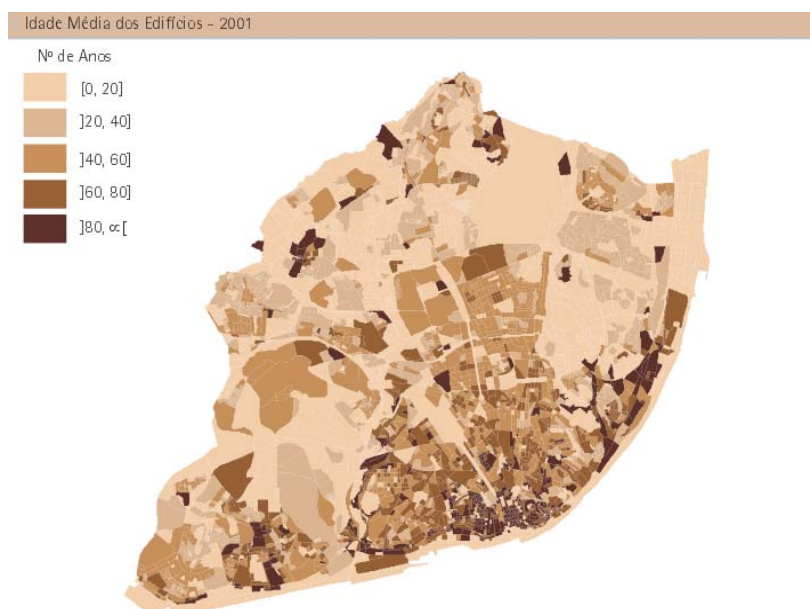 Idade Média dos Edifícios - 2001
Nº de Anos
[0, 20]
]20, 40]
]40, 60]
]60, 80]
]80, ∝[